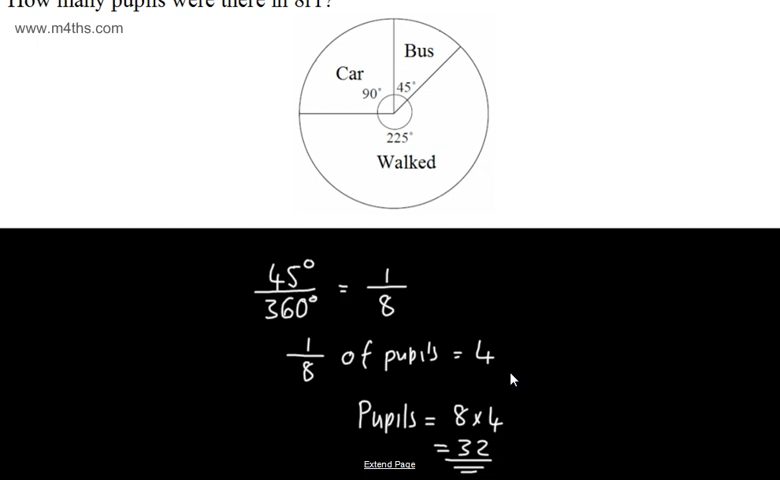 How many pupils were there in 8H?
www.m4ths.com
Bus
Car
90° 45°
225°
Walked
45°/360° = 1/8
1/8 of pupils = 4
Pupils = 8 x 4
= 32
Extend Page